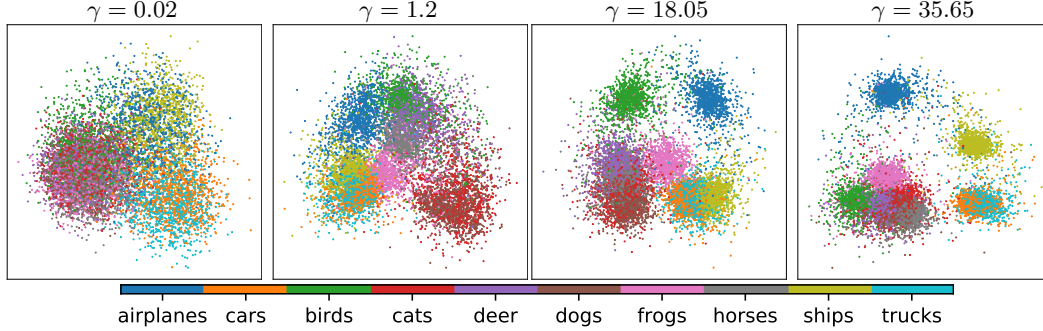 γ = 0.02 γ = 1.2 γ = 18.05 γ = 35.65
airplanes cars birds cats deer dogs frogs horses ships trucks